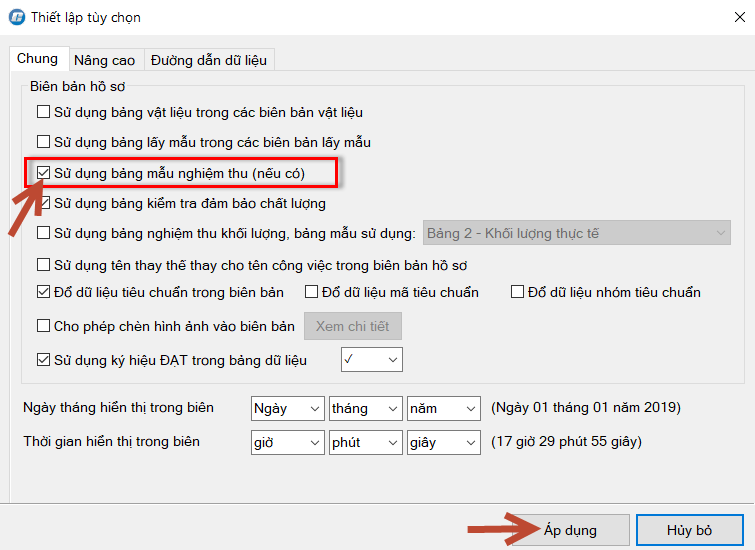 Thiết lập tùy chọn
Chung Nâng cao Đường dẫn dữ liệu
Biên bản hồ sơ
Sử dụng bảng vật liệu trong các biên bản vật liệu
Sử dụng bảng lấy mẫu trong các biên bản lấy mẫu
Sử dụng bảng mẫu nghiệm thu (nếu có)
Sử dụng bảng kiểm tra đảm bảo chất lượng
Sử dụng bảng nghiệm thu khối lượng, bảng mẫu sử dụng: Bảng 2 - Khối lượng thực tế
Sử dụng tên thay thế thay cho tên công việc trong biên bản hồ sơ
Đổ dữ liệu tiêu chuẩn trong biên bản Đổ dữ liệu mã tiêu chuẩn Đổ dữ liệu nhóm tiêu chuẩn
Cho phép chèn hình ảnh vào biên bản Xem chi tiết
Sử dụng ký hiệu ĐẠT trong bảng dữ liệu ✓
Ngày tháng hiển thị trong biên Ngày tháng năm (Ngày 01 tháng 01 năm 2019)
Thời gian hiển thị trong biên giờ phút giây (17 giờ 29 phút 55 giây)
Áp dụng Hủy bỏ